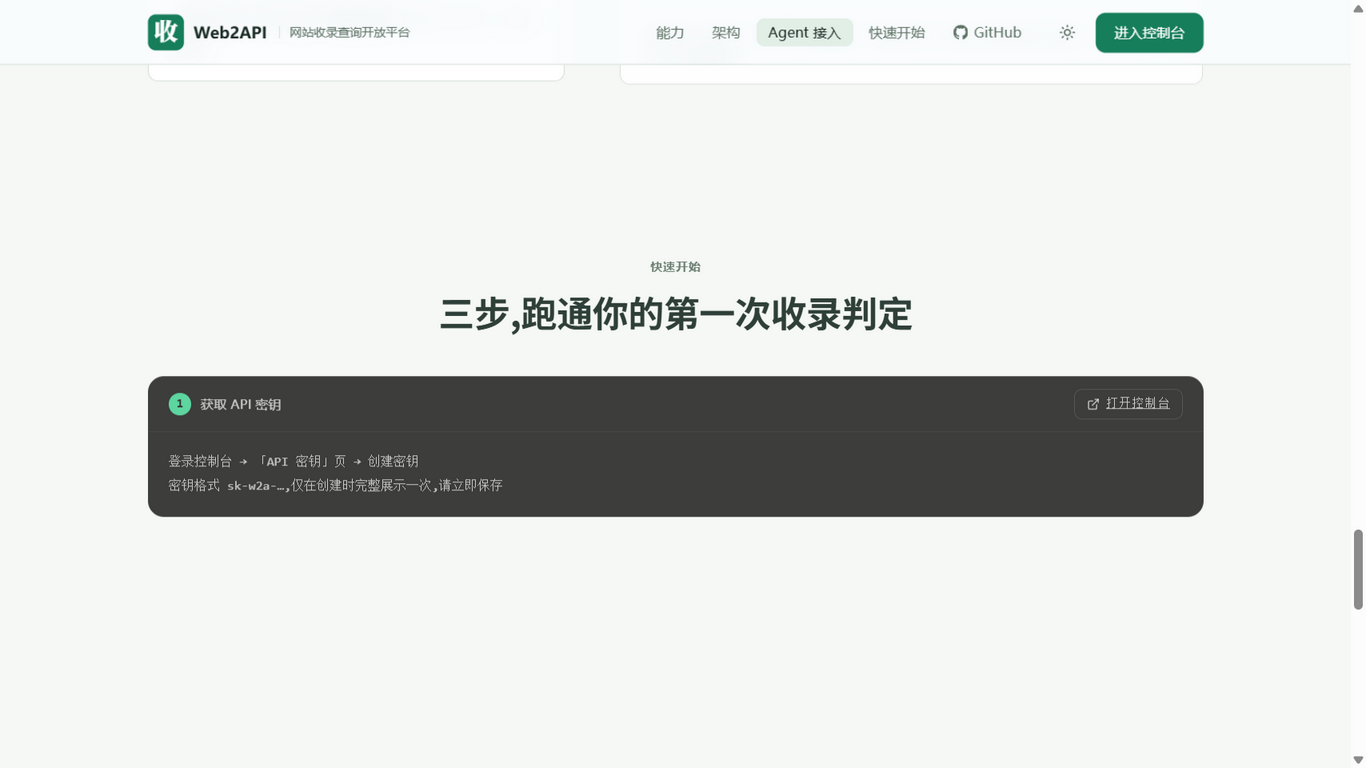 收 Web2API 网站收录查询开放平台 能力 架构 Agent 接入 快速开始 GitHub 进入控制台
快速开始
三步,跑通你的第一次收录判定
1 获取 API 密钥 打开控制台
登录控制台 → 「API 密钥」页 → 创建密钥
密钥格式 sk-w2a-…,仅在创建时完整展示一次,请立即保存